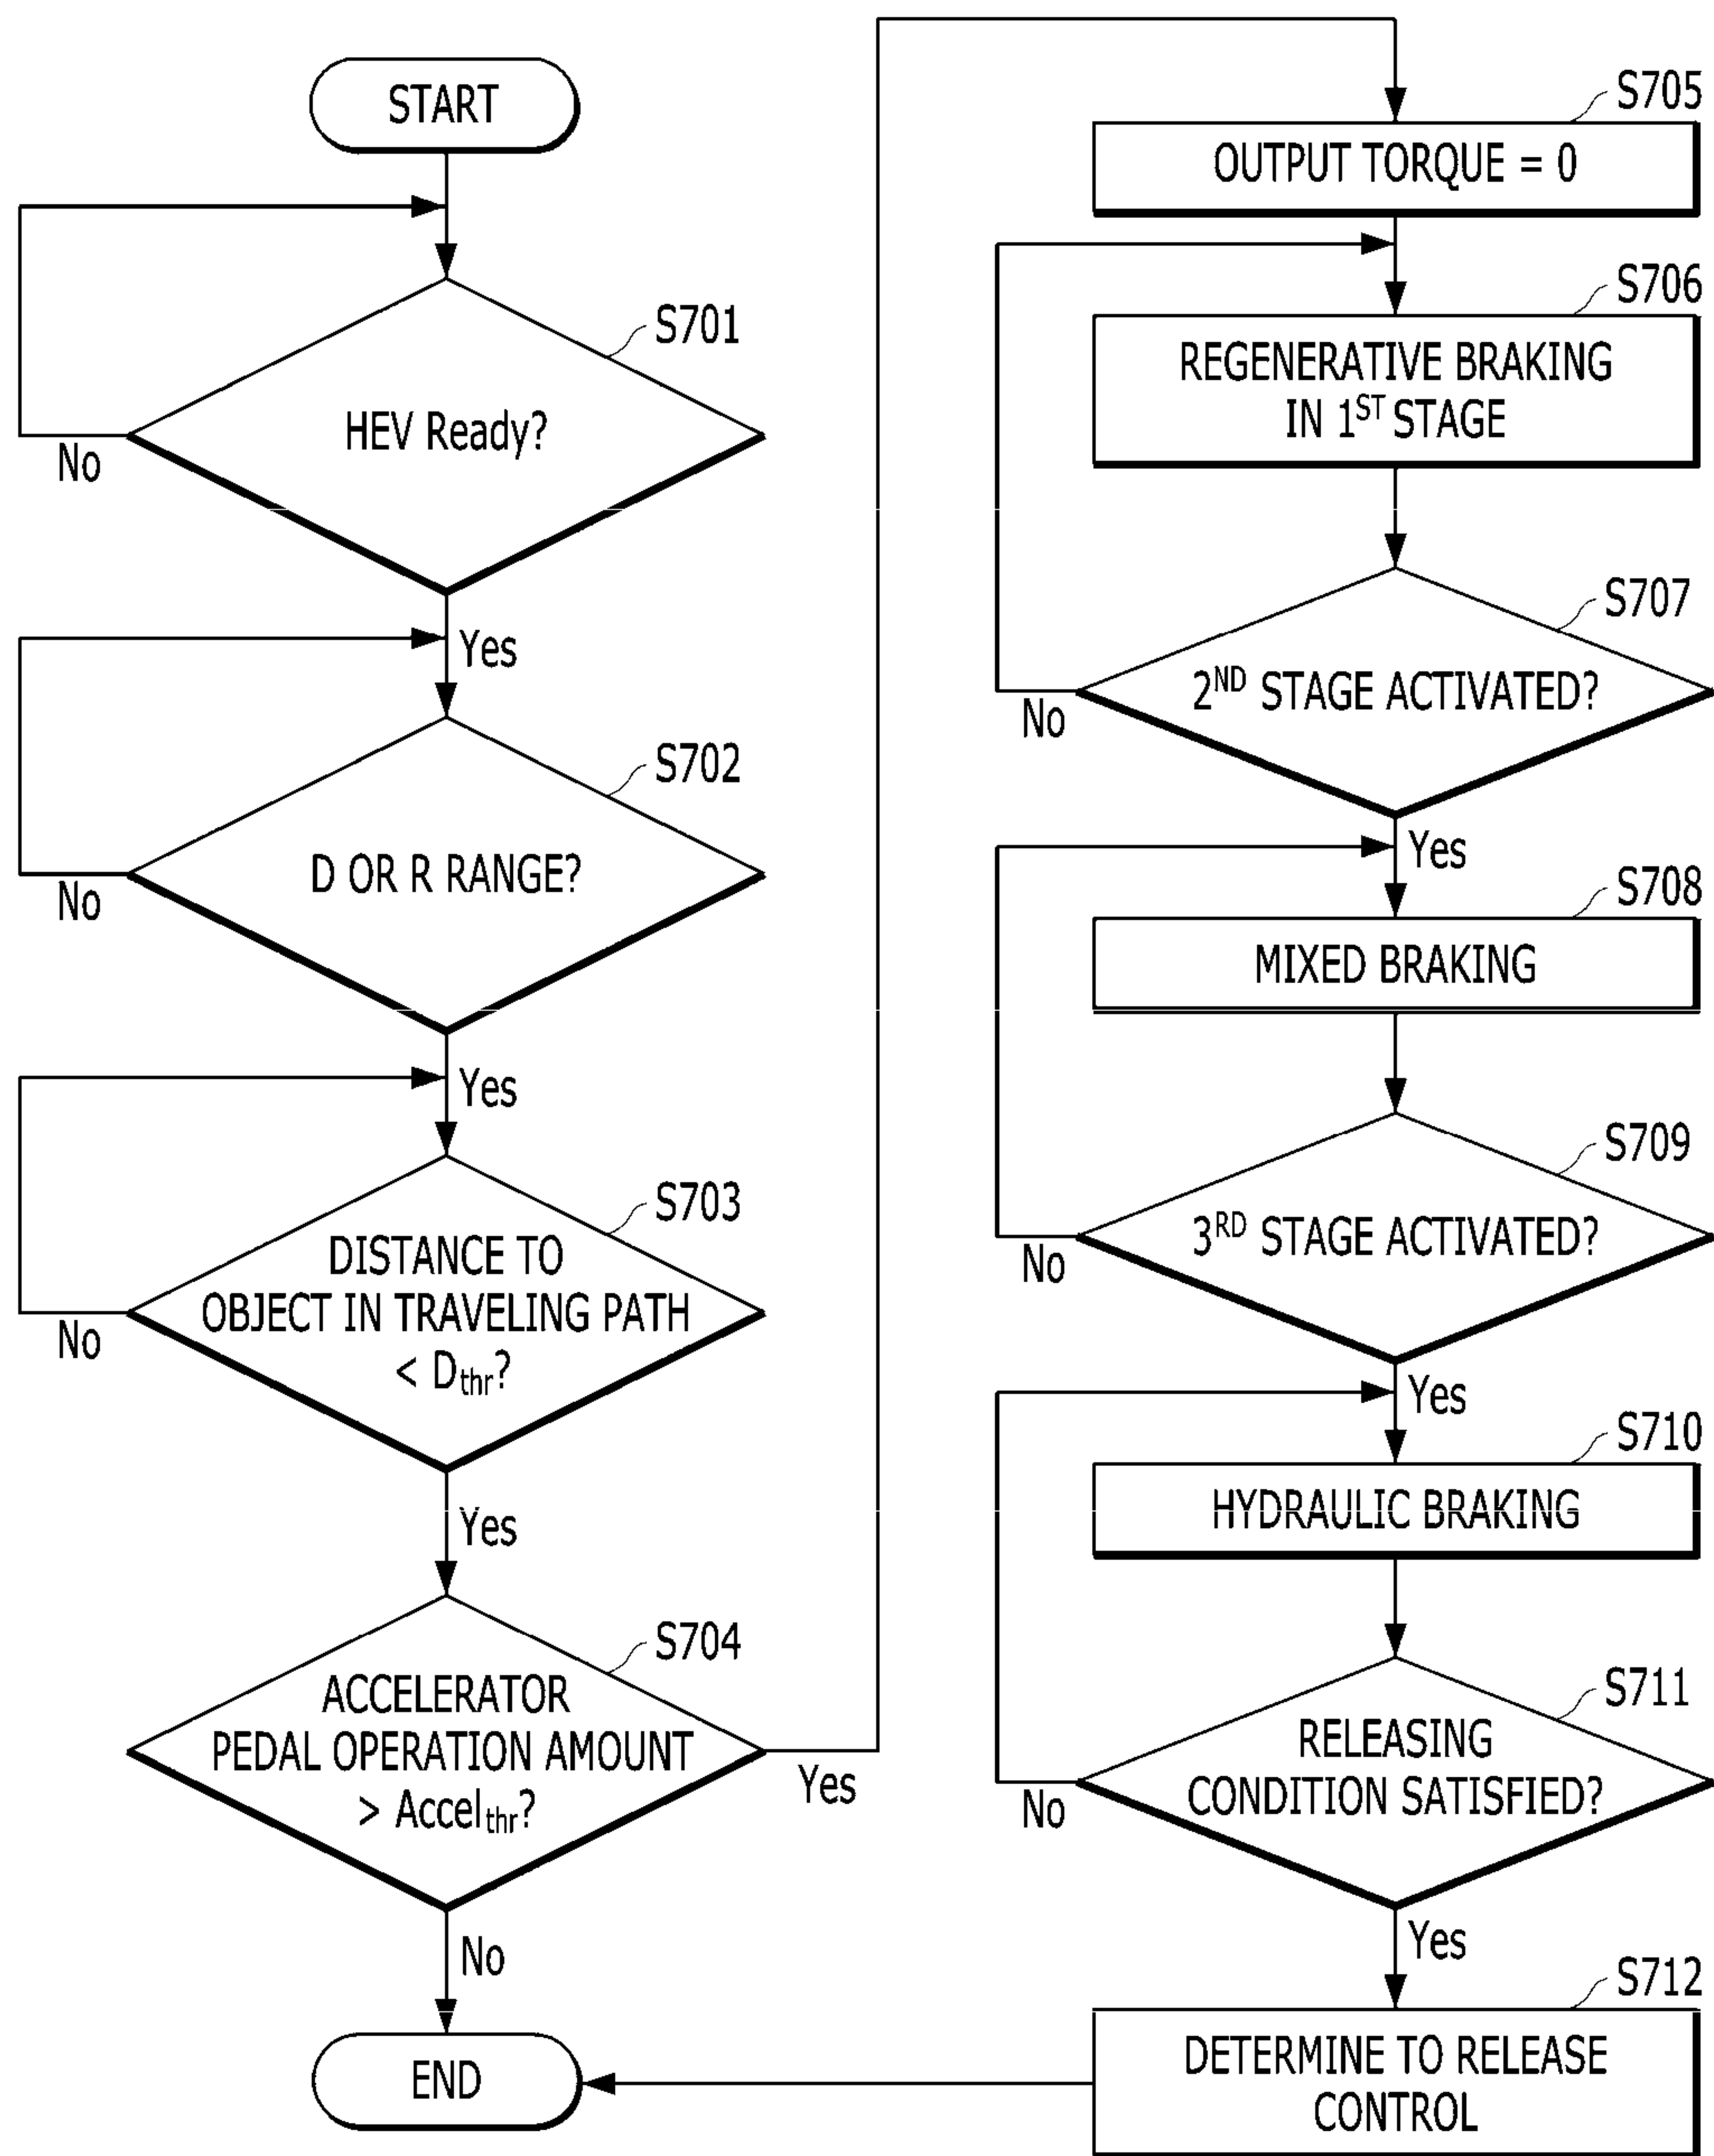 START
S701
HEV Ready?
No
Yes
S702
D OR R RANGE?
No
Yes
S703
DISTANCE TO
OBJECT IN TRAVELING PATH
< Dthr?
No
Yes
S704
ACCELERATOR
PEDAL OPERATION AMOUNT
> Accelthr?
Yes
No
END
S705
OUTPUT TORQUE = 0
S706
REGENERATIVE BRAKING
IN 1ST STAGE
S707
2ND STAGE ACTIVATED?
No
Yes
S708
MIXED BRAKING
S709
3RD STAGE ACTIVATED?
No
Yes
S710
HYDRAULIC BRAKING
S711
RELEASING
CONDITION SATISFIED?
No
Yes
S712
DETERMINE TO RELEASE
CONTROL